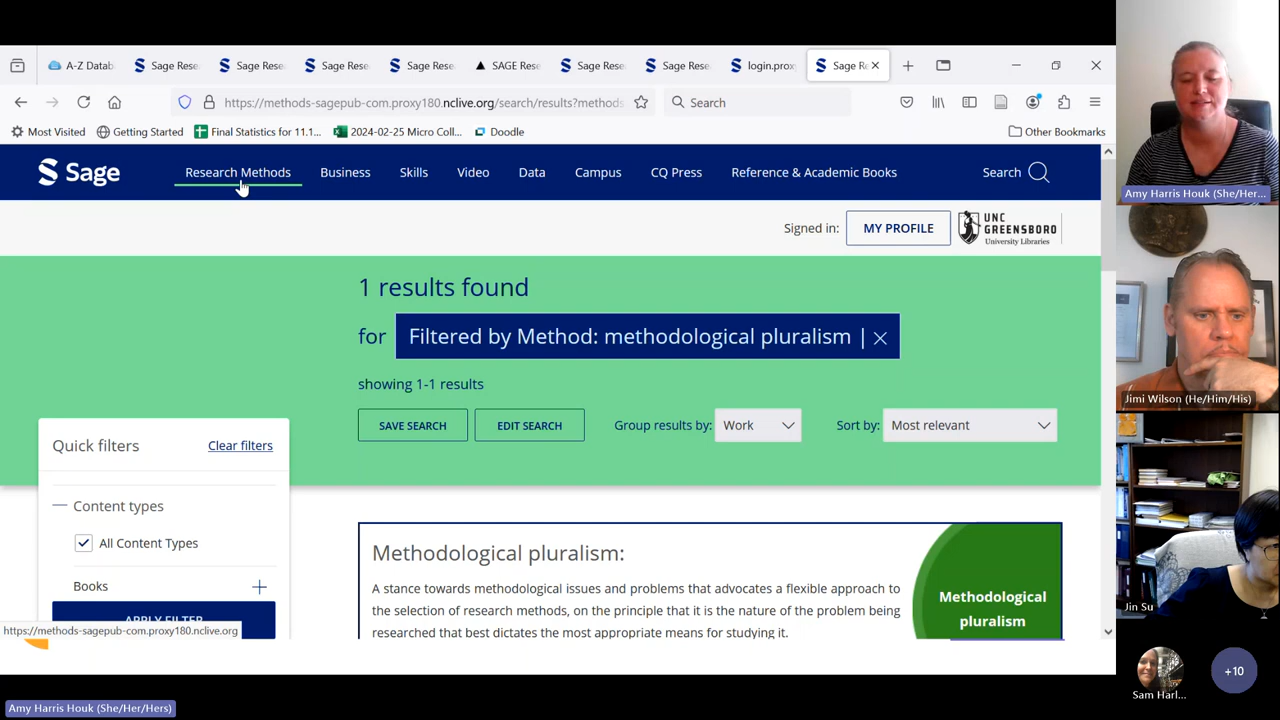 A-Z Datab
Sage Rese
Sage Rese
Sage Rese
Sage Rese
SAGE Rese
Sage Rese
Sage Rese
login.prox
Sage Re
https://methods-sagepub-com.proxy180.nclive.org/search/results?methods
Search
Most Visited
Getting Started
Final Statistics for 11.1...
2024-02-25 Micro Coll...
Doodle
Other Bookmarks
Sage
Research Methods
Business
Skills
Video
Data
Campus
CQ Press
Reference & Academic Books
Search
Signed in:
MY PROFILE
UNC
GREENSBORO
University Libraries
1 results found
for Filtered by Method: methodological pluralism |
showing 1-1 results
SAVE SEARCH
EDIT SEARCH
Group results by:
Work
Sort by:
Most relevant
Quick filters
Clear filters
Content types
All Content Types
Books
APPLY FILTER
Methodological pluralism:
A stance towards methodological issues and problems that advocates a flexible approach to
the selection of research methods, on the principle that it is the nature of the problem being
researched that best dictates the most appropriate means for studying it.
Methodological
pluralism
https://methods-sagepub-com.proxy180.nclive.org
Amy Harris Houk (She/Her/Hers)
Amy Harris Houk (She/Her...
Jimi Wilson (He/Him/His)
Jin Su
Sam Harl...
+10